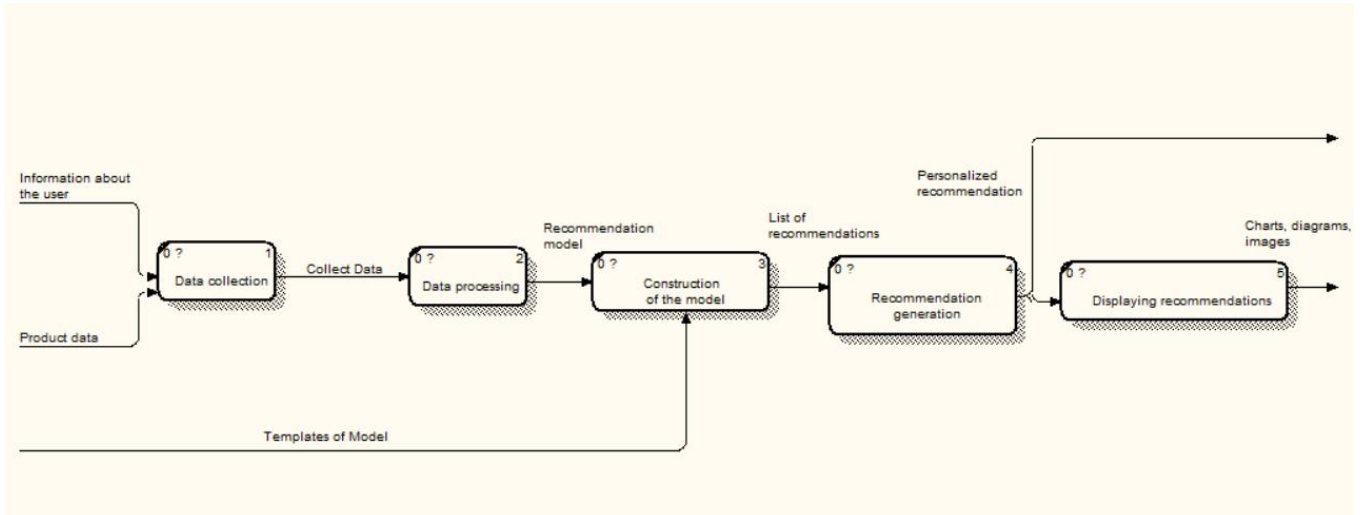 Information about
the user
Product data
Templates of Model
0 ?
1
Data collection
Collect Data
0 ?
2
Data processing
Recommendation
model
0 ?
3
Construction
of the model
List of
recommendations
0 ?
4
Recommendation
generation
Personalized
recommendation
0 ?
5
Displaying recommendations
Charts, diagrams,
images